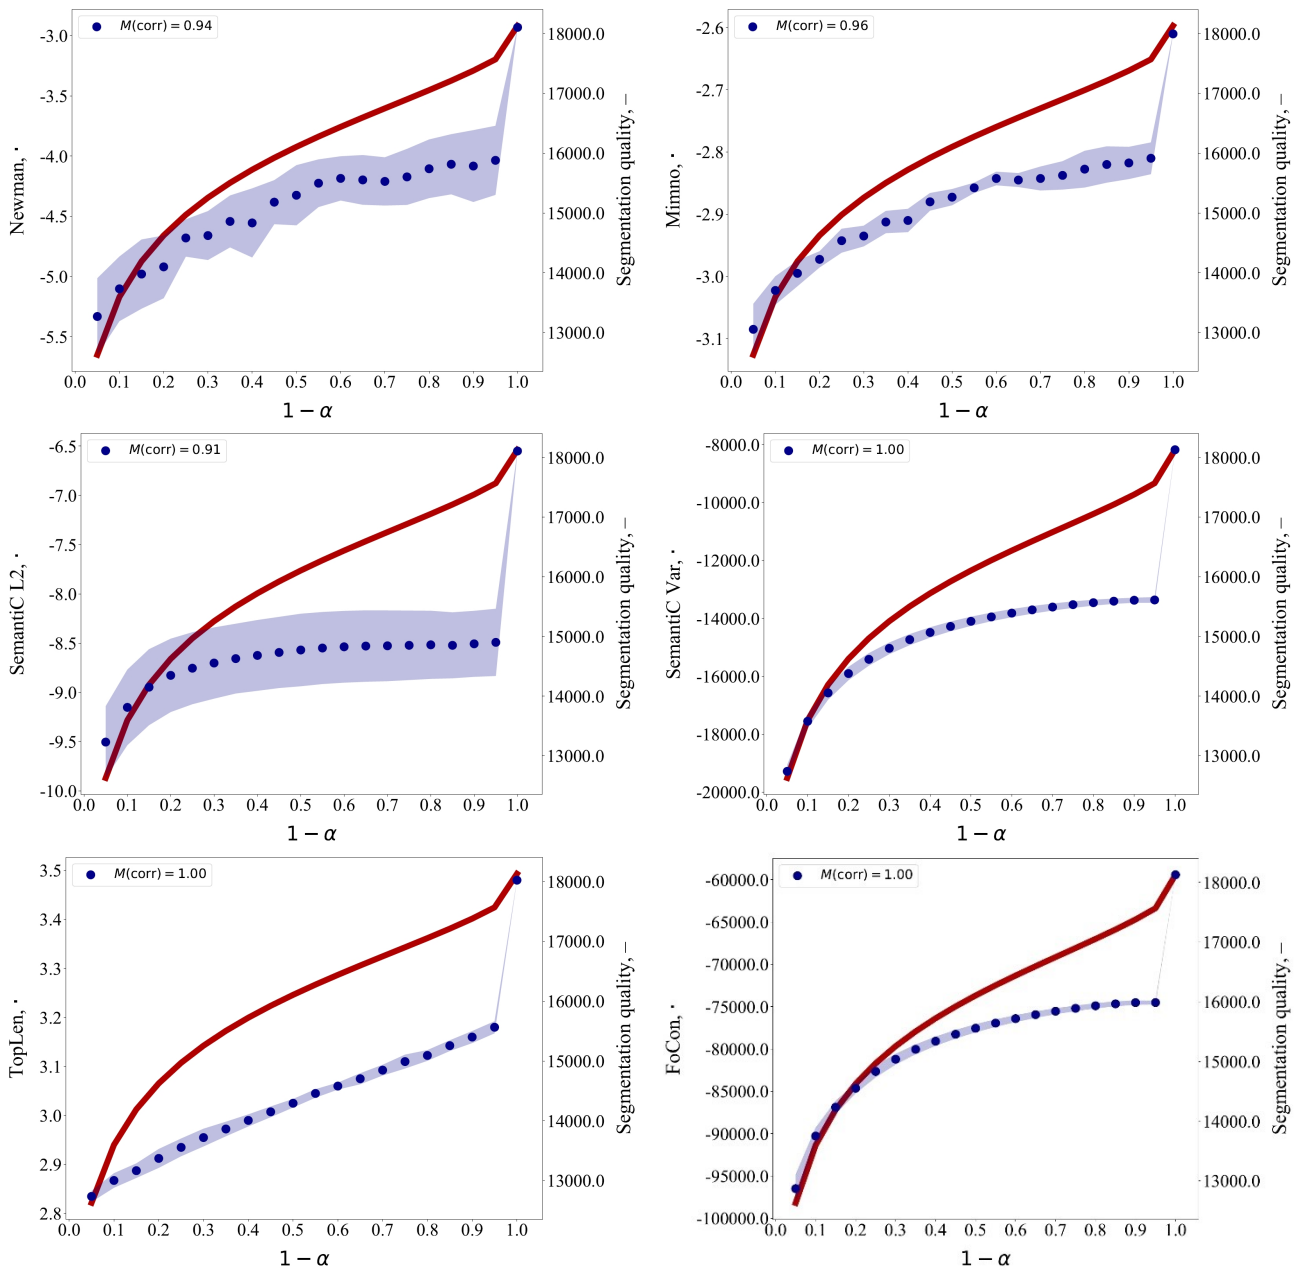 M(corr) = 0.94
-3.0
-3.5
-4.0
-4.5
-5.0
-5.5
Newman, ·
18000.0
17000.0
16000.0
15000.0
14000.0
13000.0
Segmentation quality, —
0.0 0.1 0.2 0.3 0.4 0.5 0.6 0.7 0.8 0.9 1.0
1 − α
M(corr) = 0.96
-2.6
-2.7
-2.8
-2.9
-3.0
-3.1
Mimno, ·
18000.0
17000.0
16000.0
15000.0
14000.0
13000.0
Segmentation quality, —
0.0 0.1 0.2 0.3 0.4 0.5 0.6 0.7 0.8 0.9 1.0
1 − α
M(corr) = 0.91
-6.5
-7.0
-7.5
-8.0
-8.5
-9.0
-9.5
-10.0
SemantiC L2, ·
18000.0
17000.0
16000.0
15000.0
14000.0
13000.0
Segmentation quality, —
0.0 0.1 0.2 0.3 0.4 0.5 0.6 0.7 0.8 0.9 1.0
1 − α
M(corr) = 1.00
-8000.0
-10000.0
-12000.0
-14000.0
-16000.0
-18000.0
-20000.0
SemantiC Var, ·
18000.0
17000.0
16000.0
15000.0
14000.0
13000.0
Segmentation quality, —
0.0 0.1 0.2 0.3 0.4 0.5 0.6 0.7 0.8 0.9 1.0
1 − α
M(corr) = 1.00
3.5
3.4
3.3
3.2
3.1
3.0
2.9
2.8
TopLen, ·
18000.0
17000.0
16000.0
15000.0
14000.0
13000.0
Segmentation quality, —
0.0 0.1 0.2 0.3 0.4 0.5 0.6 0.7 0.8 0.9 1.0
1 − α
M(corr) = 1.00
-60000.0
-65000.0
-70000.0
-75000.0
-80000.0
-85000.0
-90000.0
-95000.0
-100000.0
FoCon, ·
18000.0
17000.0
16000.0
15000.0
14000.0
13000.0
Segmentation quality, —
0.0 0.1 0.2 0.3 0.4 0.5 0.6 0.7 0.8 0.9 1.0
1 − α